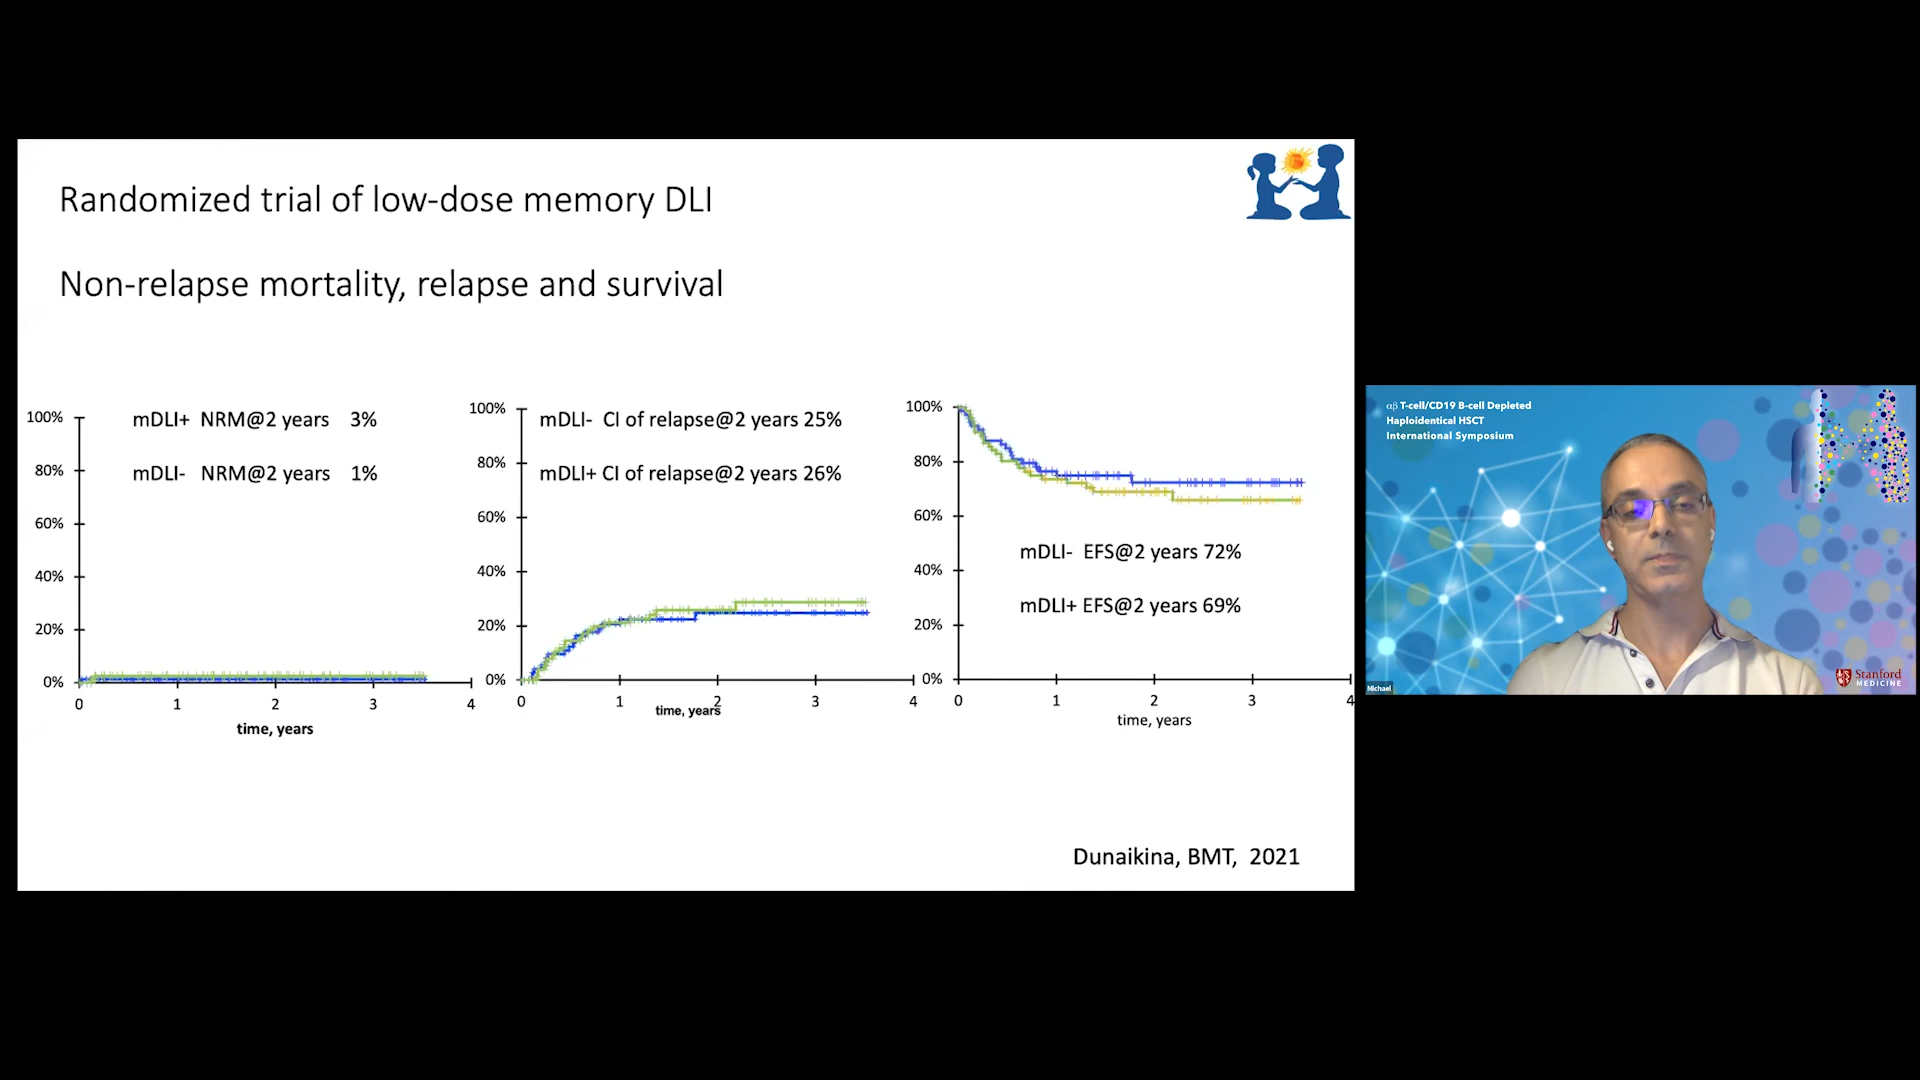 Randomized trial of low-dose memory DLI
Non-relapse mortality, relapse and survival
100%
80%
60%
40%
20%
0%
mDLI+ NRM@2 years 3%
mDLI- NRM@2 years 1%
0 1 2 3 4
time, years
100%
80%
60%
40%
20%
0%
mDLI- CI of relapse@2 years 25%
mDLI+ CI of relapse@2 years 26%
0 1 2 3 4
time, years
100%
80%
60%
40%
20%
0%
mDLI- EFS@2 years 72%
mDLI+ EFS@2 years 69%
0 1 2 3 4
time, years
Dunaikina, BMT, 2021
αβ T-cell/CD19 B-cell Depleted
Haploidentical HSCT
International Symposium
Michael
Stanford
MEDICINE